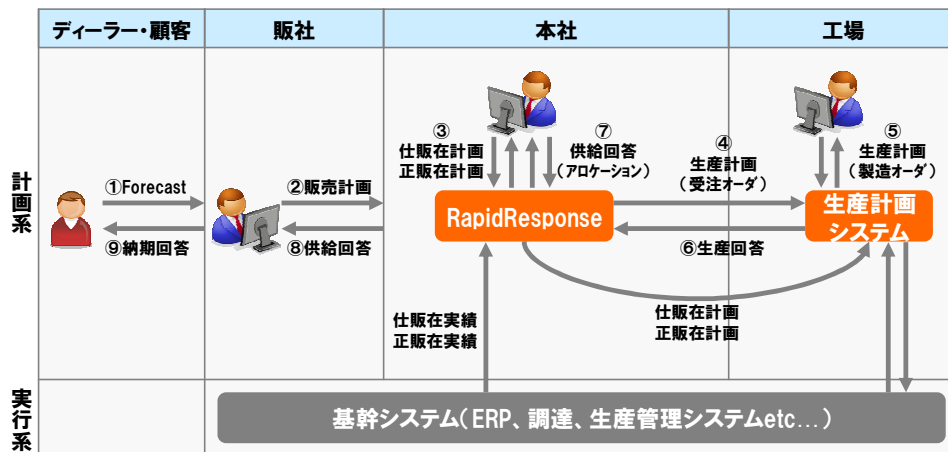 ディーラー・顧客
販社
本社
工場
計画系
①Forecast
⑨納期回答
②販売計画
⑧供給回答
③
仕販在計画
正販在計画
⑦
供給回答
(アロケーション)
RapidResponse
④
生産計画
(受注オーダ)
⑥生産回答
⑤
生産計画
(製造オーダ)
生産計画
システム
仕販在実績
正販在実績
仕販在計画
正販在計画
実行系
基幹システム(ERP、調達、生産管理システムetc…)